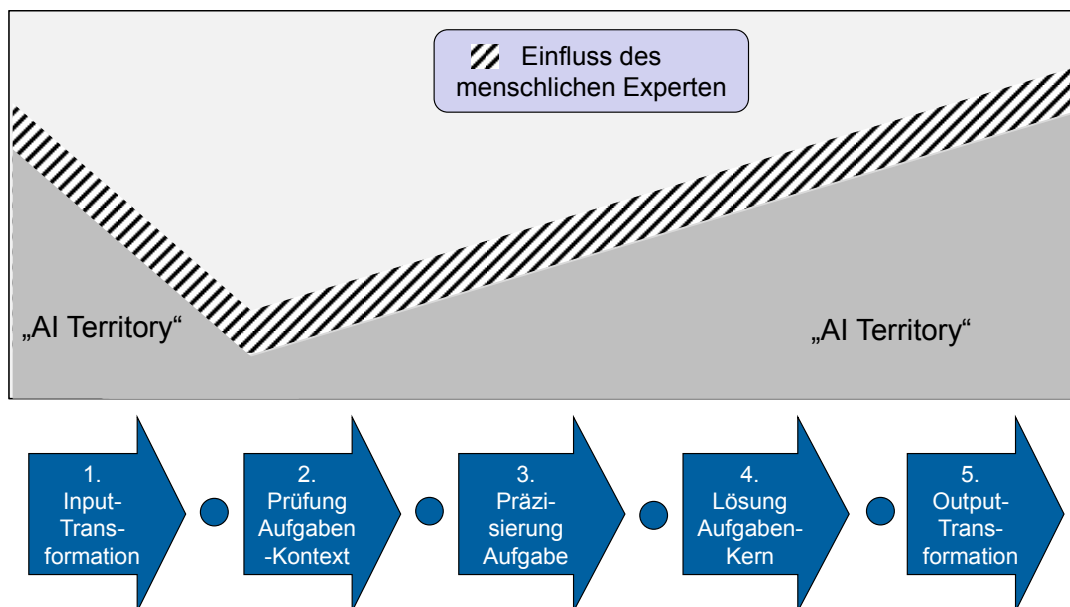 Einfluss des
menschlichen Experten
„AI Territory“
„AI Territory“
1.
Input-
Trans-
formation
2.
Prüfung
Aufgaben
-Kontext
3.
Präzi-
sierung
Aufgabe
4.
Lösung
Aufgaben-
Kern
5.
Output-
Trans-
formation